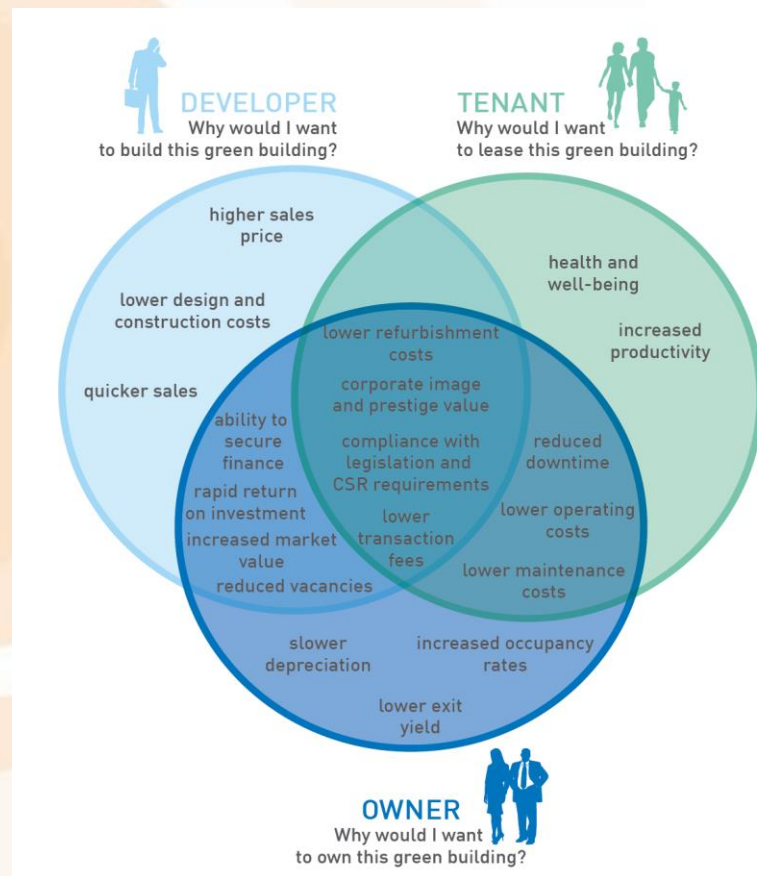 DEVELOPER
Why would I want
to build this green building?
TENANT
Why would I want
to lease this green building?
higher sales
price
lower design and
construction costs
quicker sales
health and
well-being
increased
productivity
lower refurbishment
costs
corporate image
and prestige value
compliance with
legislation and
CSR requirements
lower
transaction
fees
ability to
secure
finance
rapid return
on investment
increased market
value
reduced vacancies
reduced
downtime
lower operating
costs
lower maintenance
costs
slower
depreciation
increased occupancy
rates
lower exit
yield
OWNER
Why would I want
to own this green building?